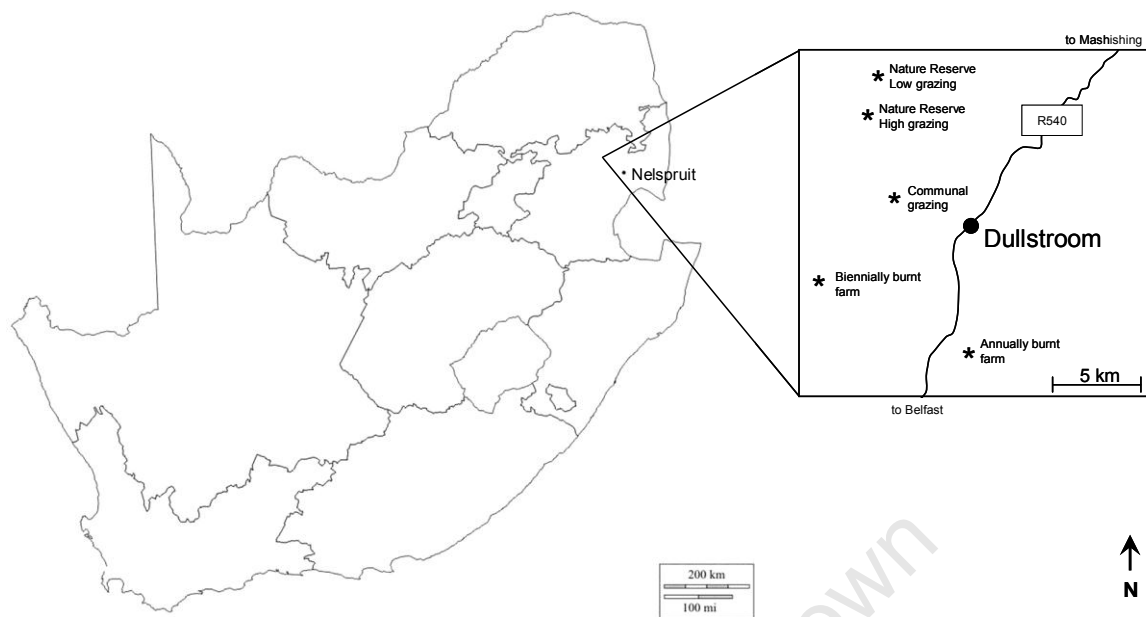 to Mashishing
Nature Reserve
Low grazing
Nature Reserve
High grazing
R540
Nelspruit
Communal
grazing
Dullstroom
Biennially burnt
farm
Annually burnt
farm
5 km
to Belfast
200 km
100 mi
N
own